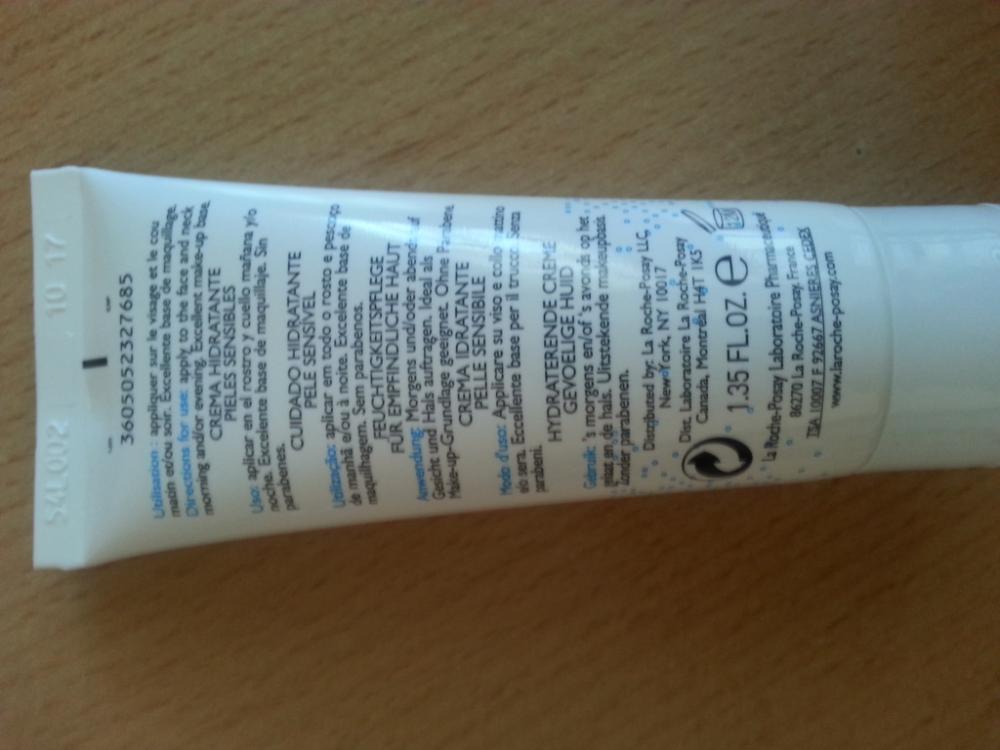 S4L002 10 17
3605052327685
Utilisation : appliquer sur le visage et le cou
matin et/ou soir. Excellente base de maquillage.
Directions for use: apply to the face and neck
morning and/or evening. Excellent make-up base.
CREMA HIDRATANTE
PIELES SENSIBLES
Uso: aplicar en el rostro y cuello mañana y/o
noche. Excelente base de maquillaje. Sin
parabenes.
CUIDADO HIDRATANTE
PELE SENSÍVEL
Utilização: aplicar em todo o rosto e pescoço
de manhã e/ou à noite. Excelente base de
maquilhagem. Sem parabenos.
FEUCHTIGKEITSPFLEGE
FÜR EMPFINDLICHE HAUT
Anwendung: Morgens und/oder abends auf
Gesicht und Hals auftragen. Ideal als
Make-up-Grundlage geeignet. Ohne Parabene.
CREMA IDRATANTE
PELLE SENSIBILE
Modo d'uso: Applicare su viso e collo mattino
e/o sera. Eccellente base per il trucco. Senza
parabeni.
HYDRATERENDE CREME
GEVOELIGE HUID
Gebruik: 's morgens en/of 's avonds op het
gelaat en de hals. Uitstekende makeupbasis.
Zonder parabenen.
Distributed by: La Roche-Posay LLC,
New York, NY 10017
Dist. Laboratoire La Roche-Posay
Canada, Montréal H4T 1K5
12M
1.35 FL.OZ. e
La Roche-Posay Laboratoire Pharmaceutique
86270 La Roche-Posay. France
TSA 10007 F 92667 ASNIERES CEDEX
www.laroche-posay.com